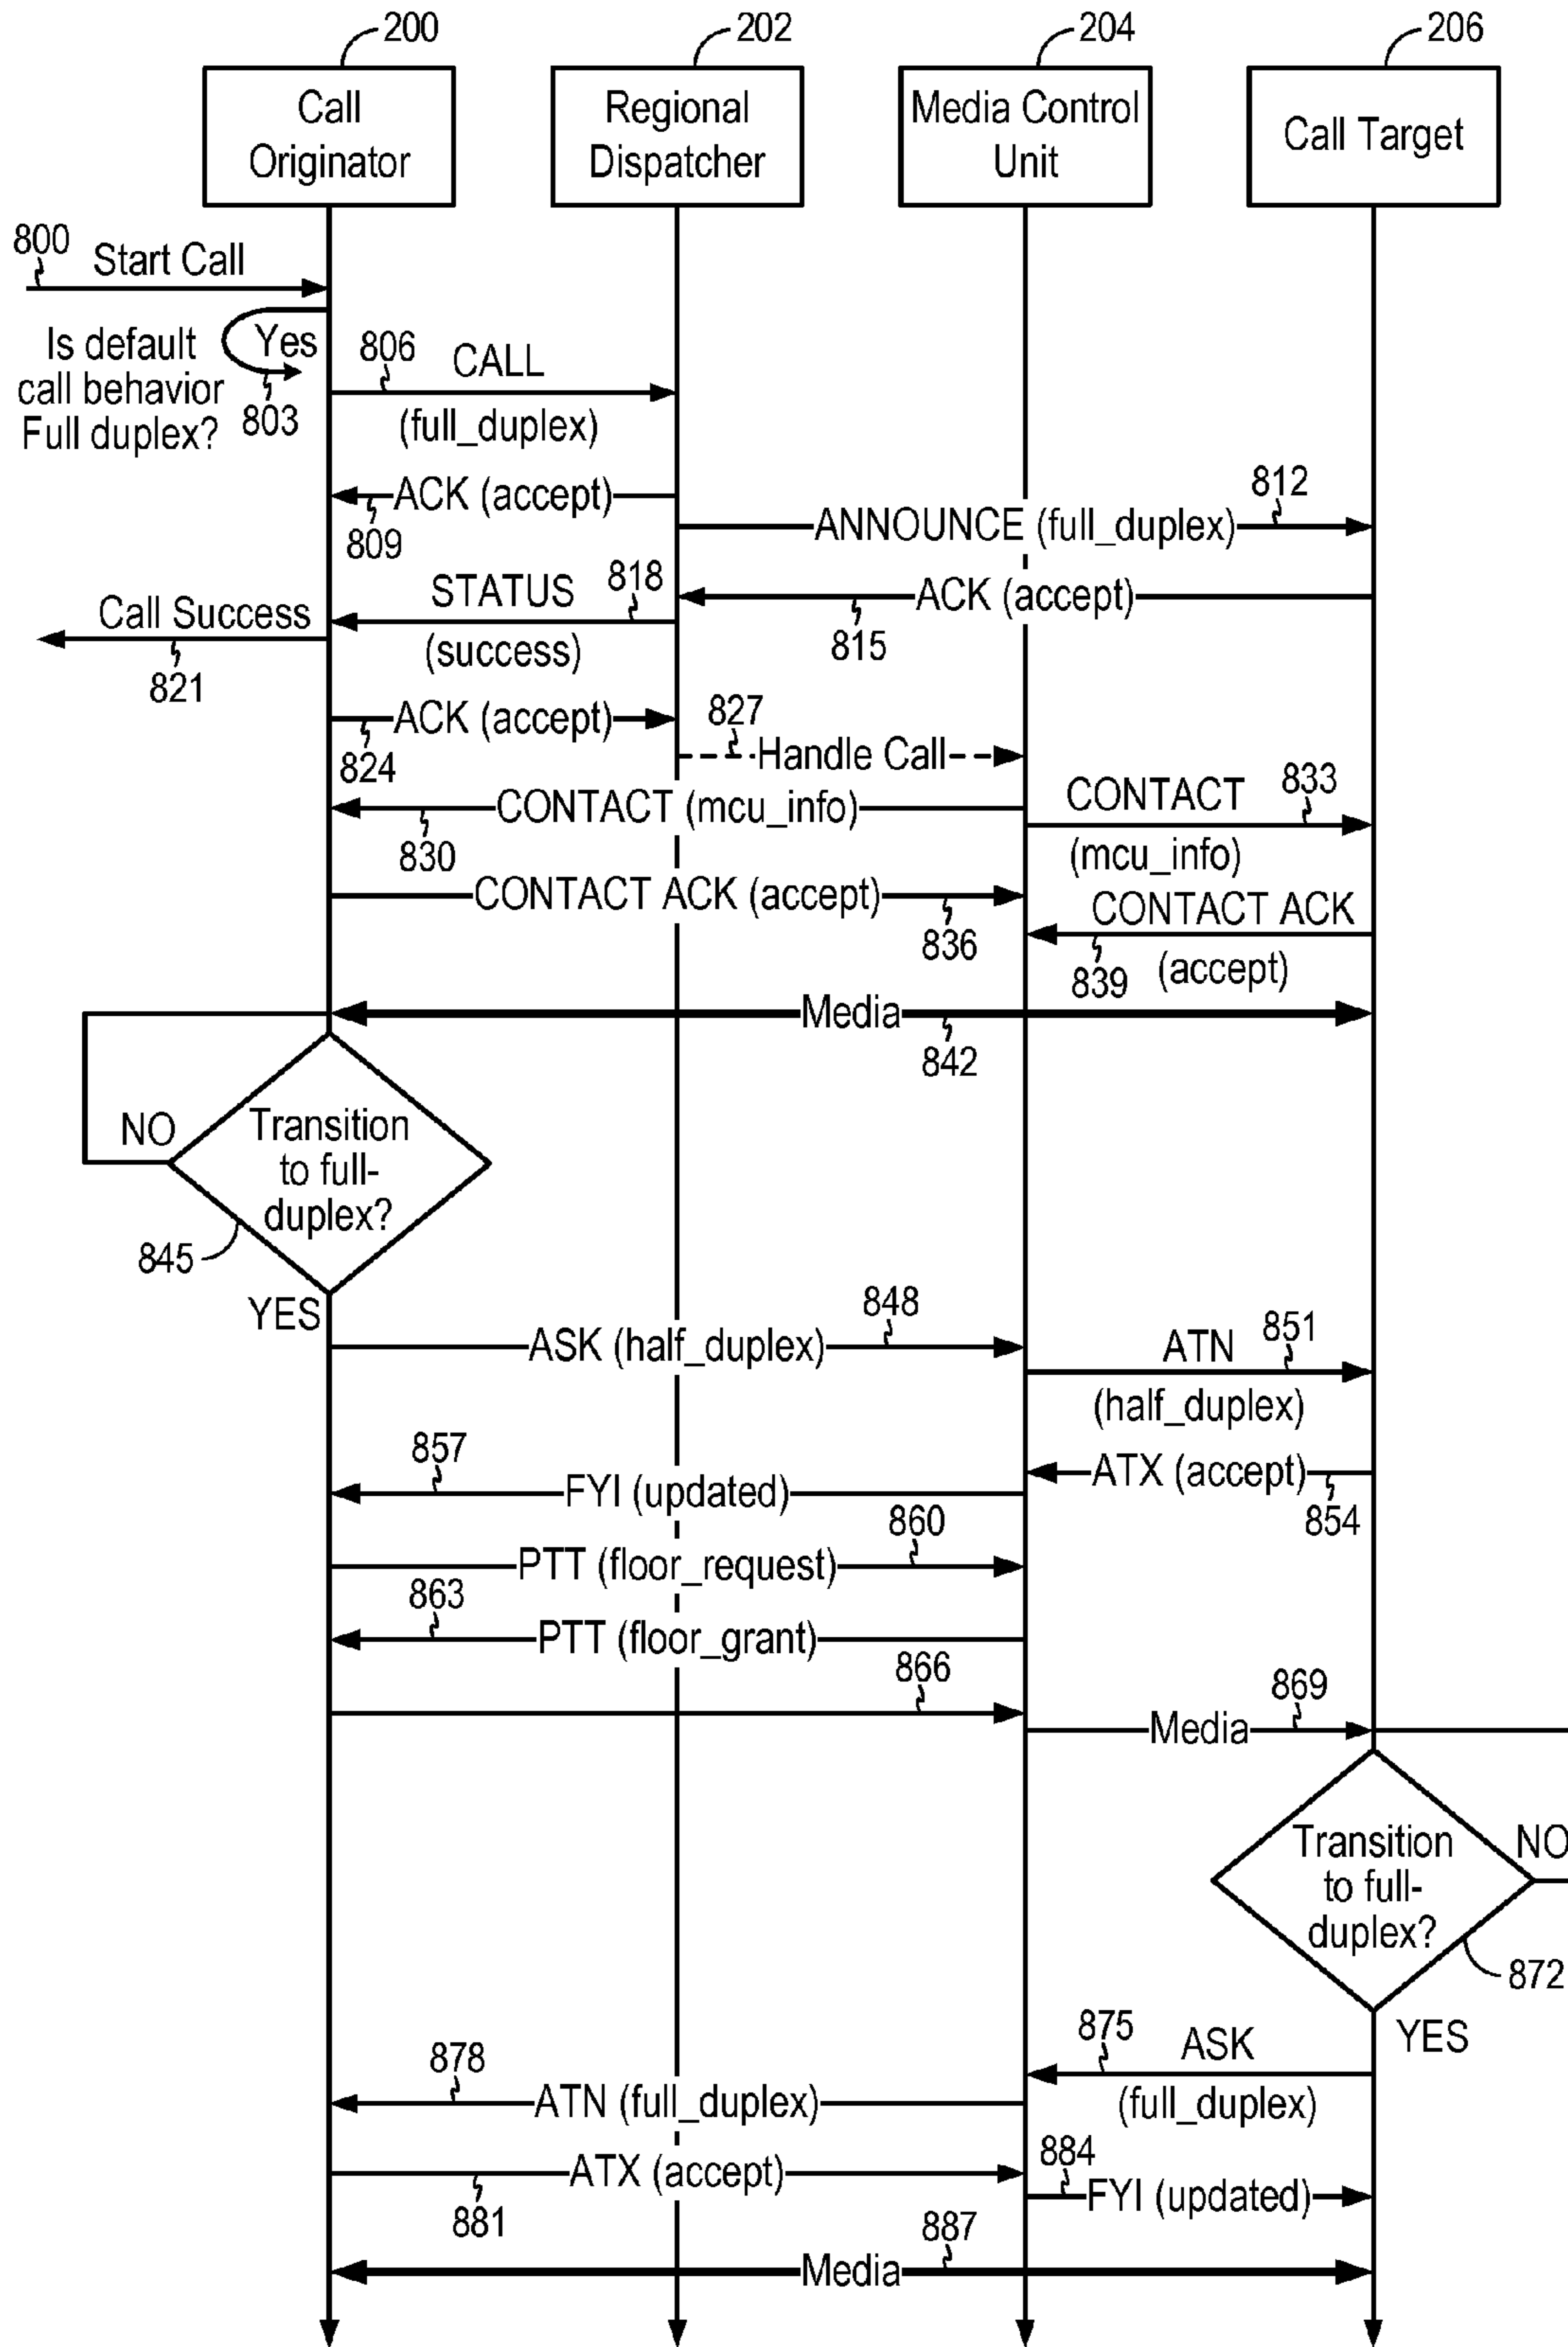 200
202
204
206
Call
Originator
Regional
Dispatcher
Media Control
Unit
Call Target
800
Start Call
Is default
call behavior
Full duplex?
Yes
803
806
CALL
(full_duplex)
ACK (accept)
809
812
ANNOUNCE (full_duplex)
STATUS
818
(success)
ACK (accept)
815
Call Success
821
ACK (accept)
824
827
Handle Call
CONTACT (mcu_info)
830
CONTACT
833
(mcu_info)
CONTACT ACK (accept)
836
CONTACT ACK
839
(accept)
Media
842
NO
Transition
to full-
duplex?
845
YES
848
ASK (half_duplex)
ATN
851
(half_duplex)
ATX (accept)
854
857
FYI (updated)
860
PTT (floor_request)
863
PTT (floor_grant)
866
869
Media
Transition
to full-
duplex?
NO
872
YES
875
ASK
(full_duplex)
878
ATN (full_duplex)
ATX (accept)
881
884
FYI (updated)
887
Media